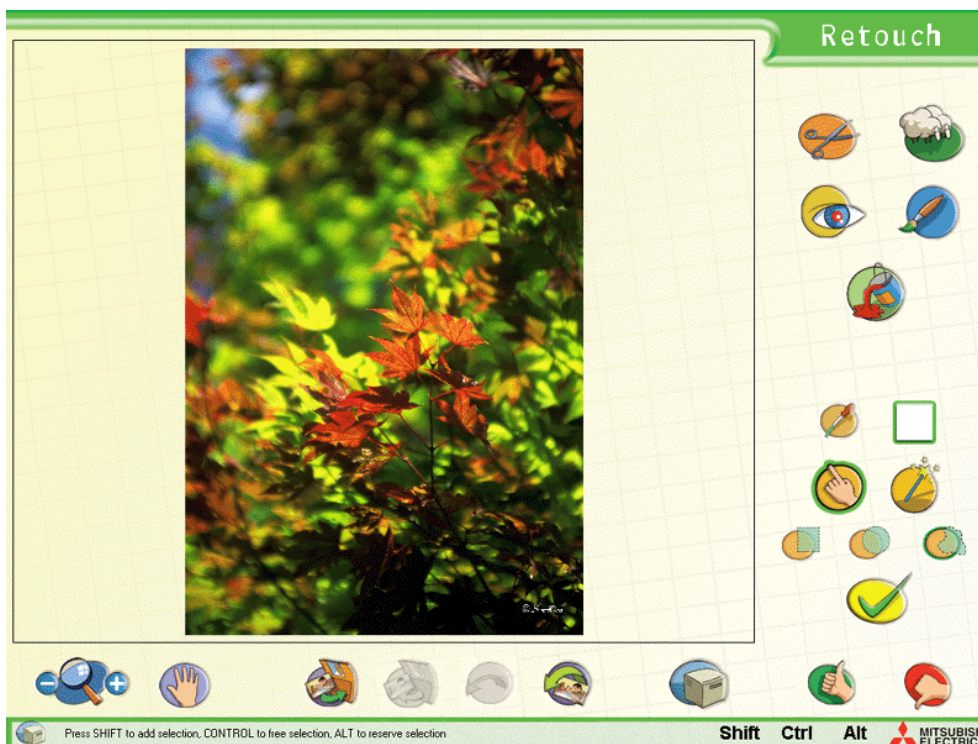 Retouch
Press SHIFT to add selection, CONTROL to free selection, ALT to reserve selection
Shift Ctrl Alt
MITSUBISHI
ELECTRIC